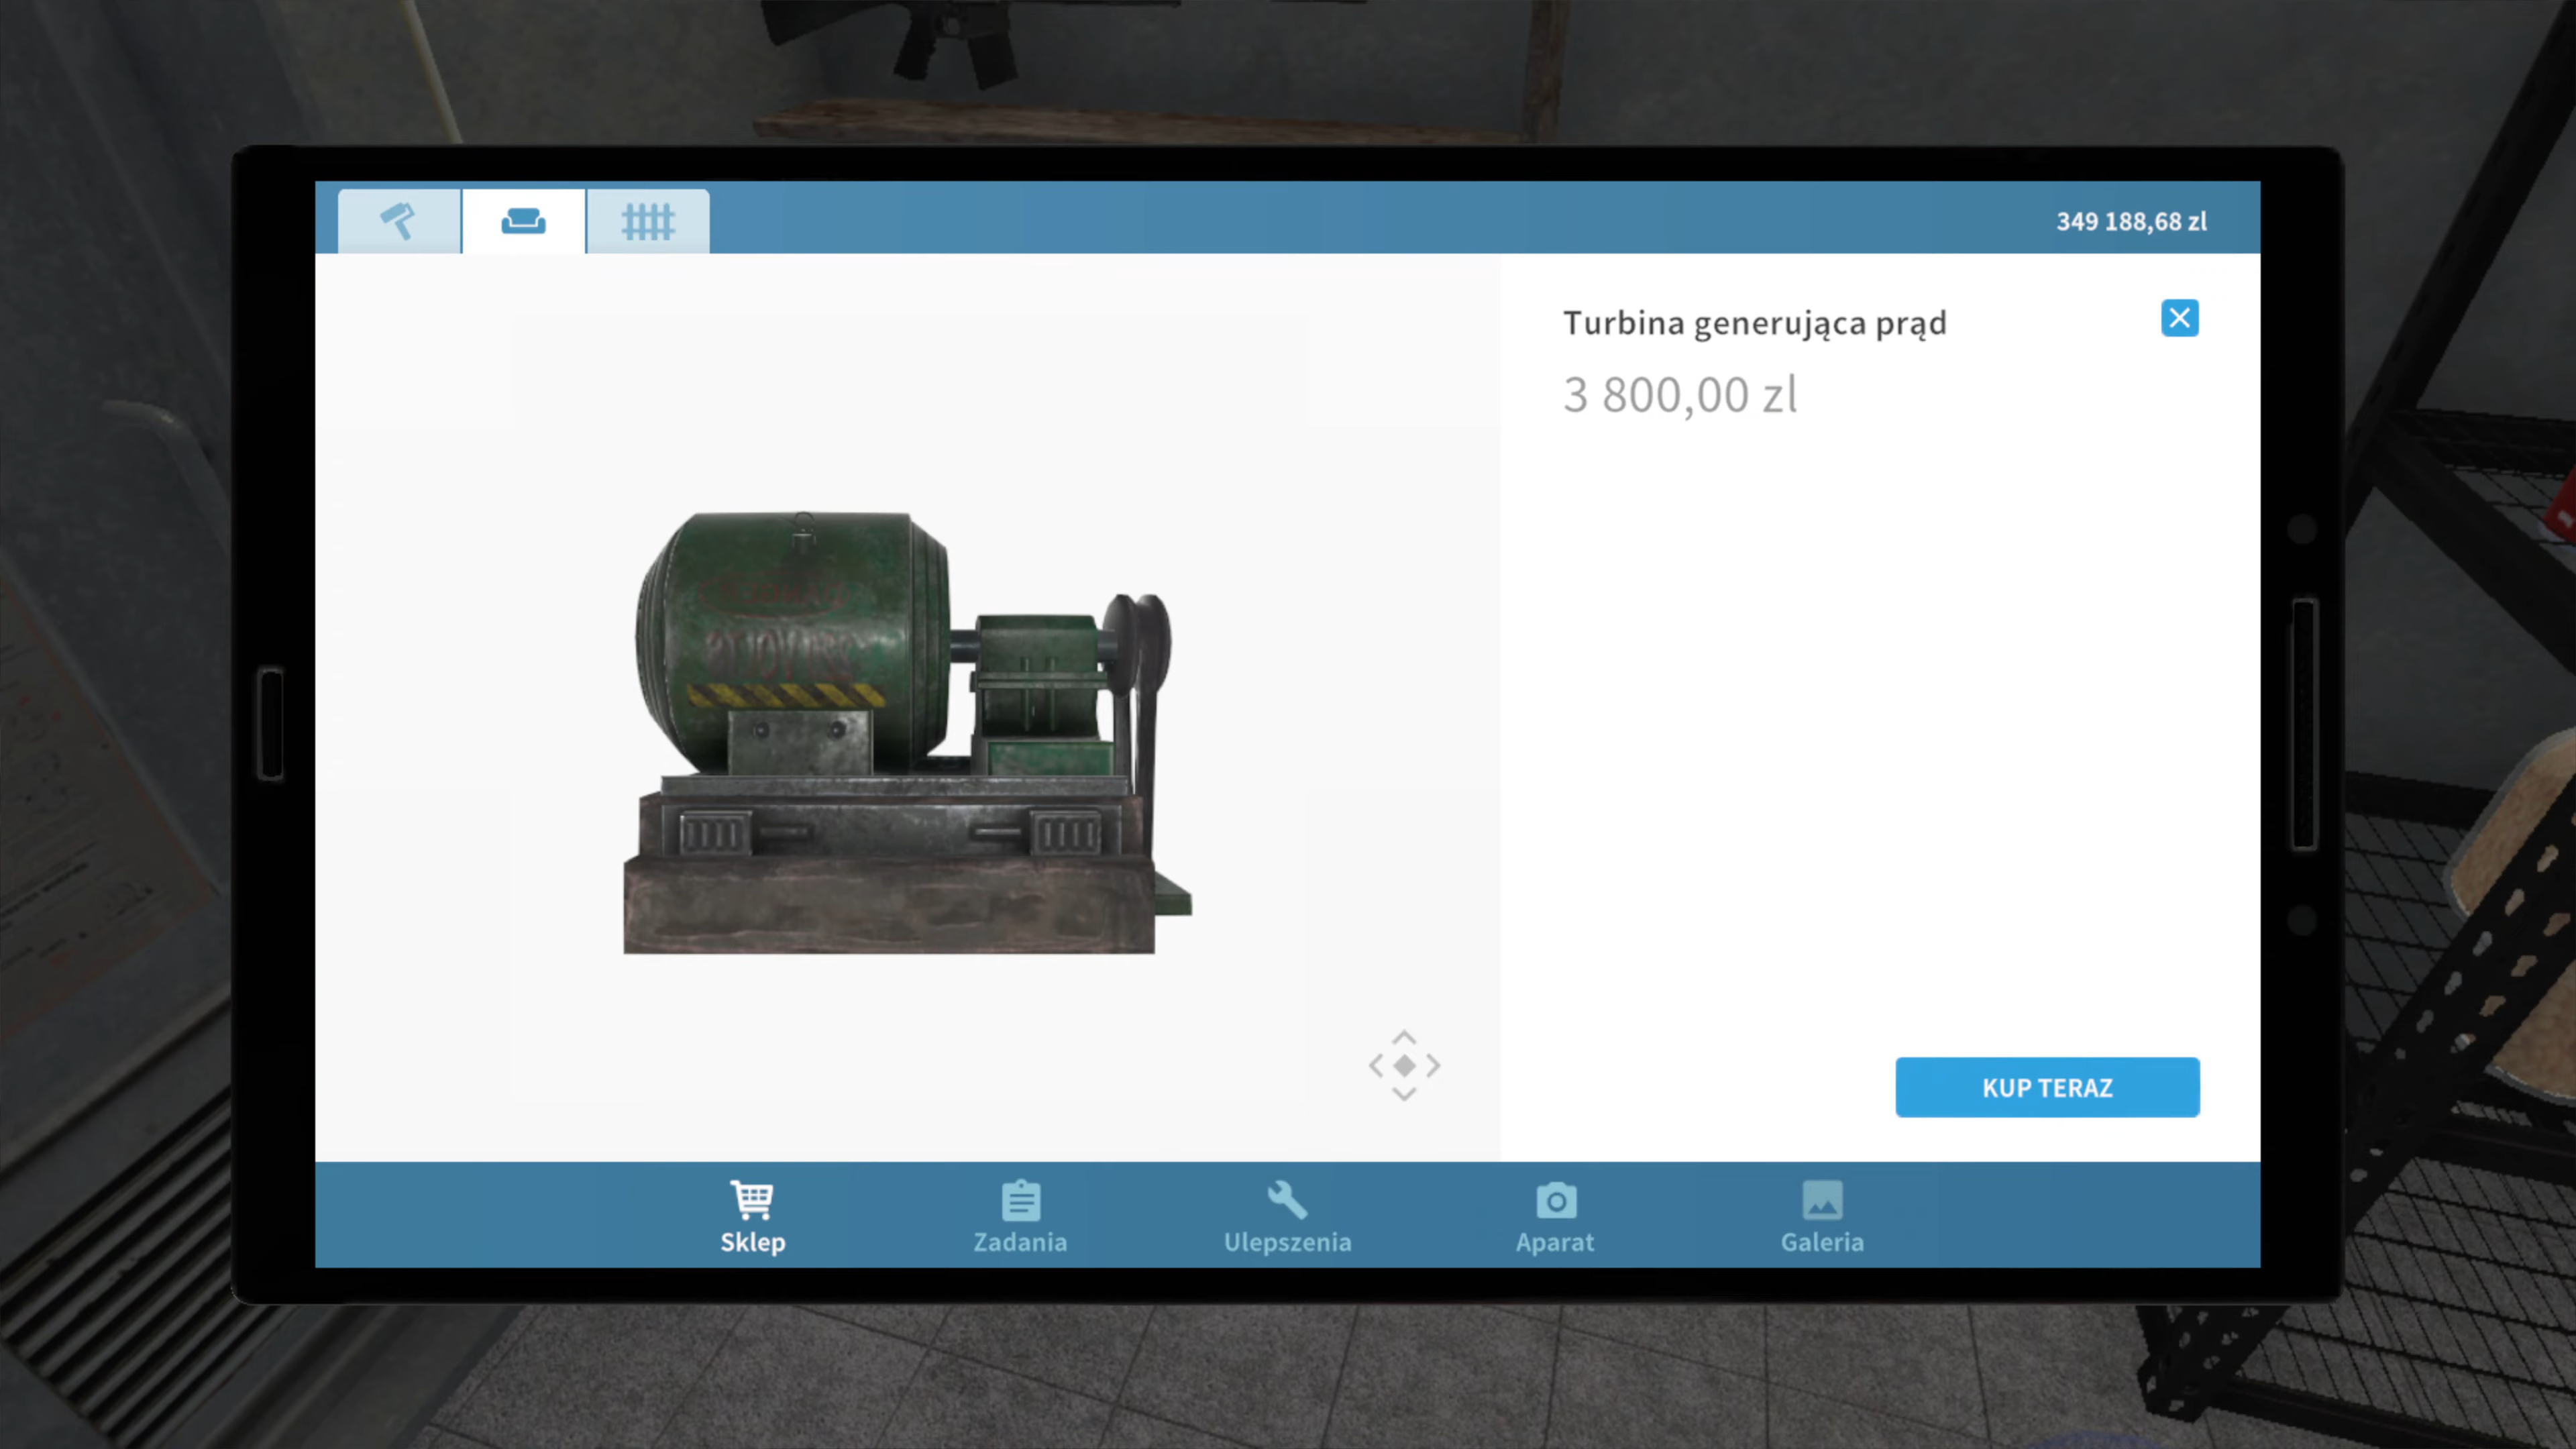 349 188,68 zl
Turbina generująca prąd
3 800,00 zl
KUP TERAZ
Sklep
Zadania
Ulepszenia
Aparat
Galeria